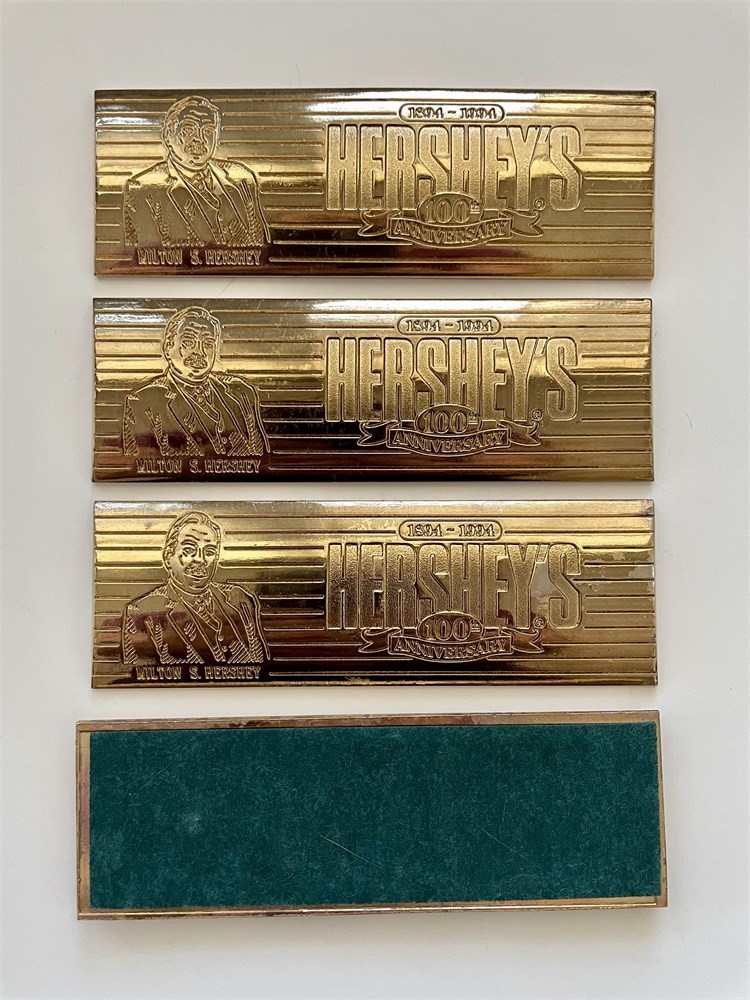 1894 - 1994
HERSHEY'S
100th
ANNIVERSARY
®
MILTON S. HERSHEY
1894 - 1994
HERSHEY'S
100th
ANNIVERSARY
®
MILTON S. HERSHEY
1894 - 1994
HERSHEY'S
100th
ANNIVERSARY
®
MILTON S. HERSHEY